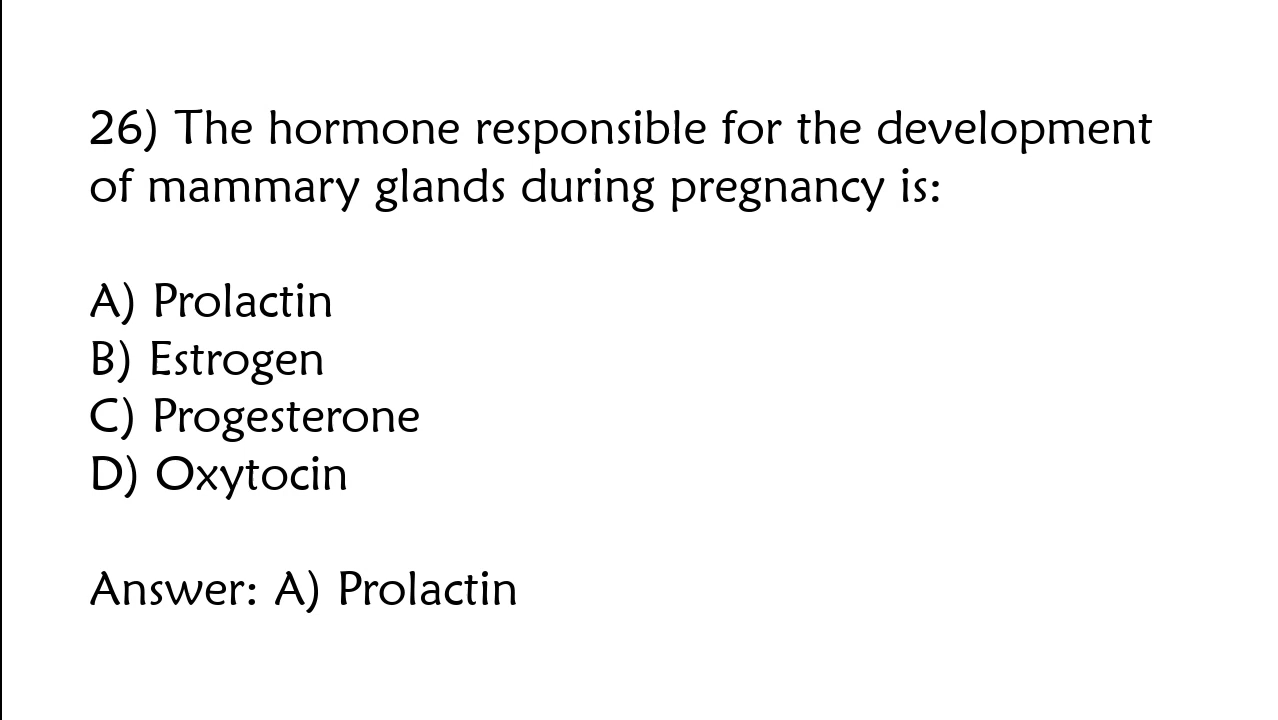 26) The hormone responsible for the development
of mammary glands during pregnancy is:
A) Prolactin
B) Estrogen
C) Progesterone
D) Oxytocin
Answer: A) Prolactin